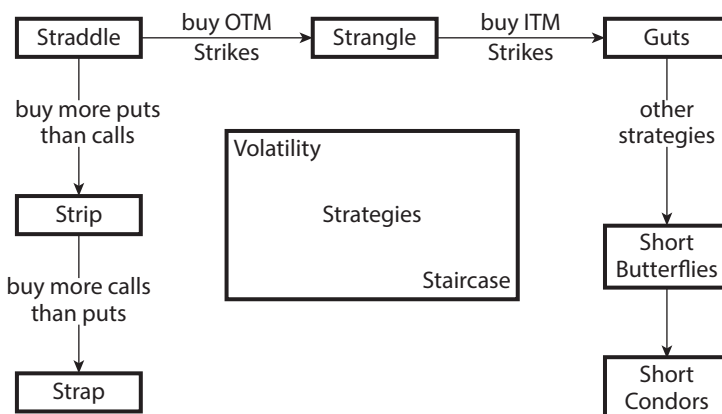 Straddle
buy OTM
Strikes
Strangle
buy ITM
Strikes
Guts
buy more puts
than calls
other
strategies
Volatility
Strategies
Staircase
Strip
Short
Butterflies
buy more calls
than puts
Strap
Short
Condors